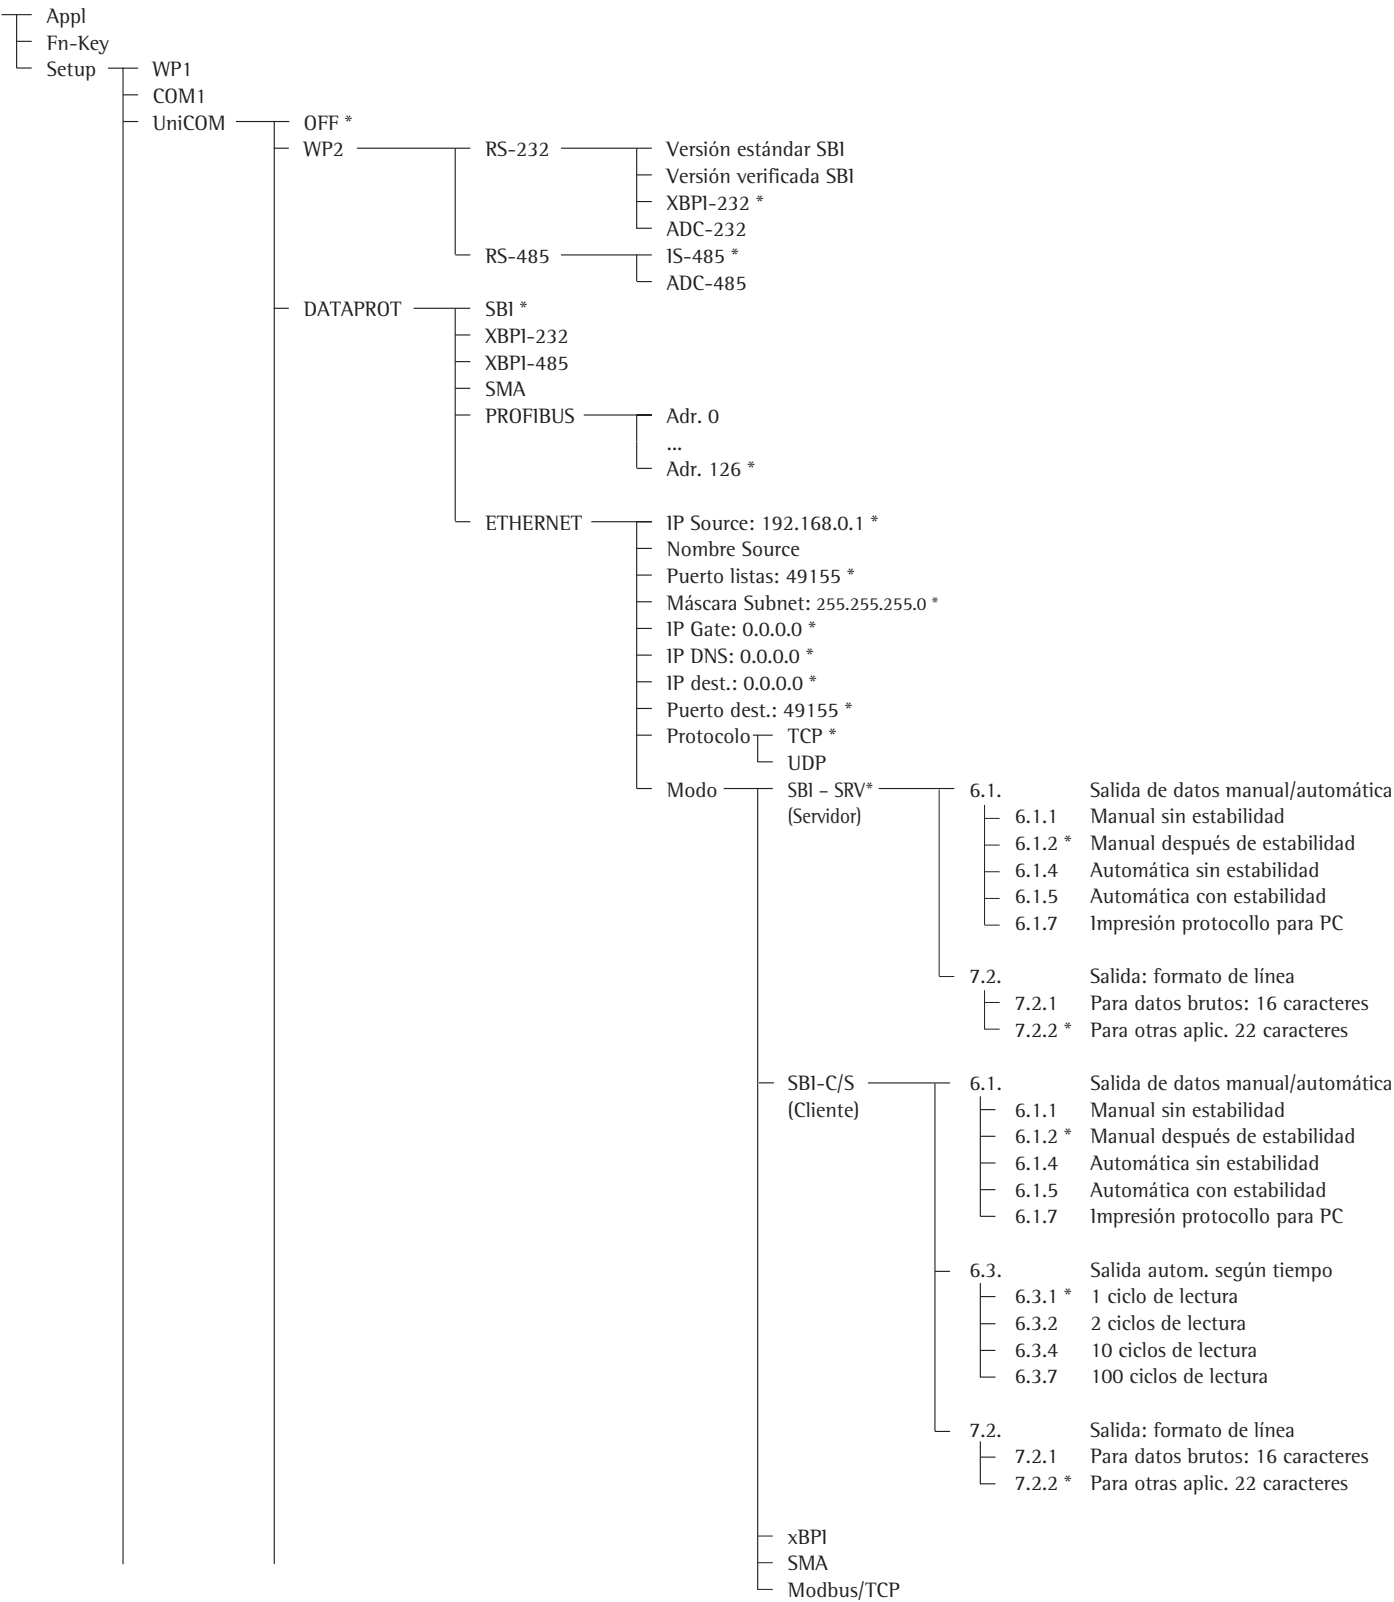 Appl
Fn-Key
Setup WP1
COM1
UniCOM OFF *
WP2 RS-232 Versión estándar SBI
Versión verificada SBI
XBPI-232 *
ADC-232
RS-485 IS-485 *
ADC-485
DATAPROT SBI *
XBPI-232
XBPI-485
SMA
PROFIBUS Adr. 0
...
Adr. 126 *
ETHERNET IP Source: 192.168.0.1 *
Nombre Source
Puerto listas: 49155 *
Máscara Subnet: 255.255.255.0 *
IP Gate: 0.0.0.0 *
IP DNS: 0.0.0.0 *
IP dest.: 0.0.0.0 *
Puerto dest.: 49155 *
Protocolo TCP *
UDP
Modo SBI – SRV* 6.1. Salida de datos manual/automática
(Servidor) 6.1.1 Manual sin estabilidad
6.1.2 * Manual después de estabilidad
6.1.4 Automática sin estabilidad
6.1.5 Automática con estabilidad
6.1.7 Impresión protocollo para PC
7.2. Salida: formato de línea
7.2.1 Para datos brutos: 16 caracteres
7.2.2 * Para otras aplic. 22 caracteres
SBI-C/S 6.1. Salida de datos manual/automática
(Cliente) 6.1.1 Manual sin estabilidad
6.1.2 * Manual después de estabilidad
6.1.4 Automática sin estabilidad
6.1.5 Automática con estabilidad
6.1.7 Impresión protocollo para PC
6.3. Salida autom. según tiempo
6.3.1 * 1 ciclo de lectura
6.3.2 2 ciclos de lectura
6.3.4 10 ciclos de lectura
6.3.7 100 ciclos de lectura
7.2. Salida: formato de línea
7.2.1 Para datos brutos: 16 caracteres
7.2.2 * Para otras aplic. 22 caracteres
xBPI
SMA
Modbus/TCP